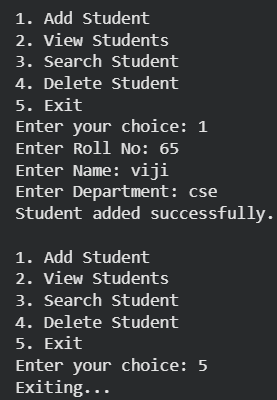 1. Add Student
2. View Students
3. Search Student
4. Delete Student
5. Exit
Enter your choice: 1
Enter Roll No: 65
Enter Name: viji
Enter Department: cse
Student added successfully.

1. Add Student
2. View Students
3. Search Student
4. Delete Student
5. Exit
Enter your choice: 5
Exiting...